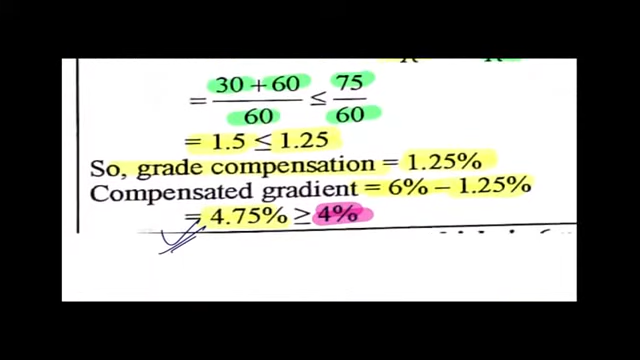 R R
= (30 + 60)/60 ≤ 75/60
= 1.5 ≤ 1.25
So, grade compensation = 1.25%
Compensated gradient = 6% − 1.25%
= 4.75% ≥ 4%